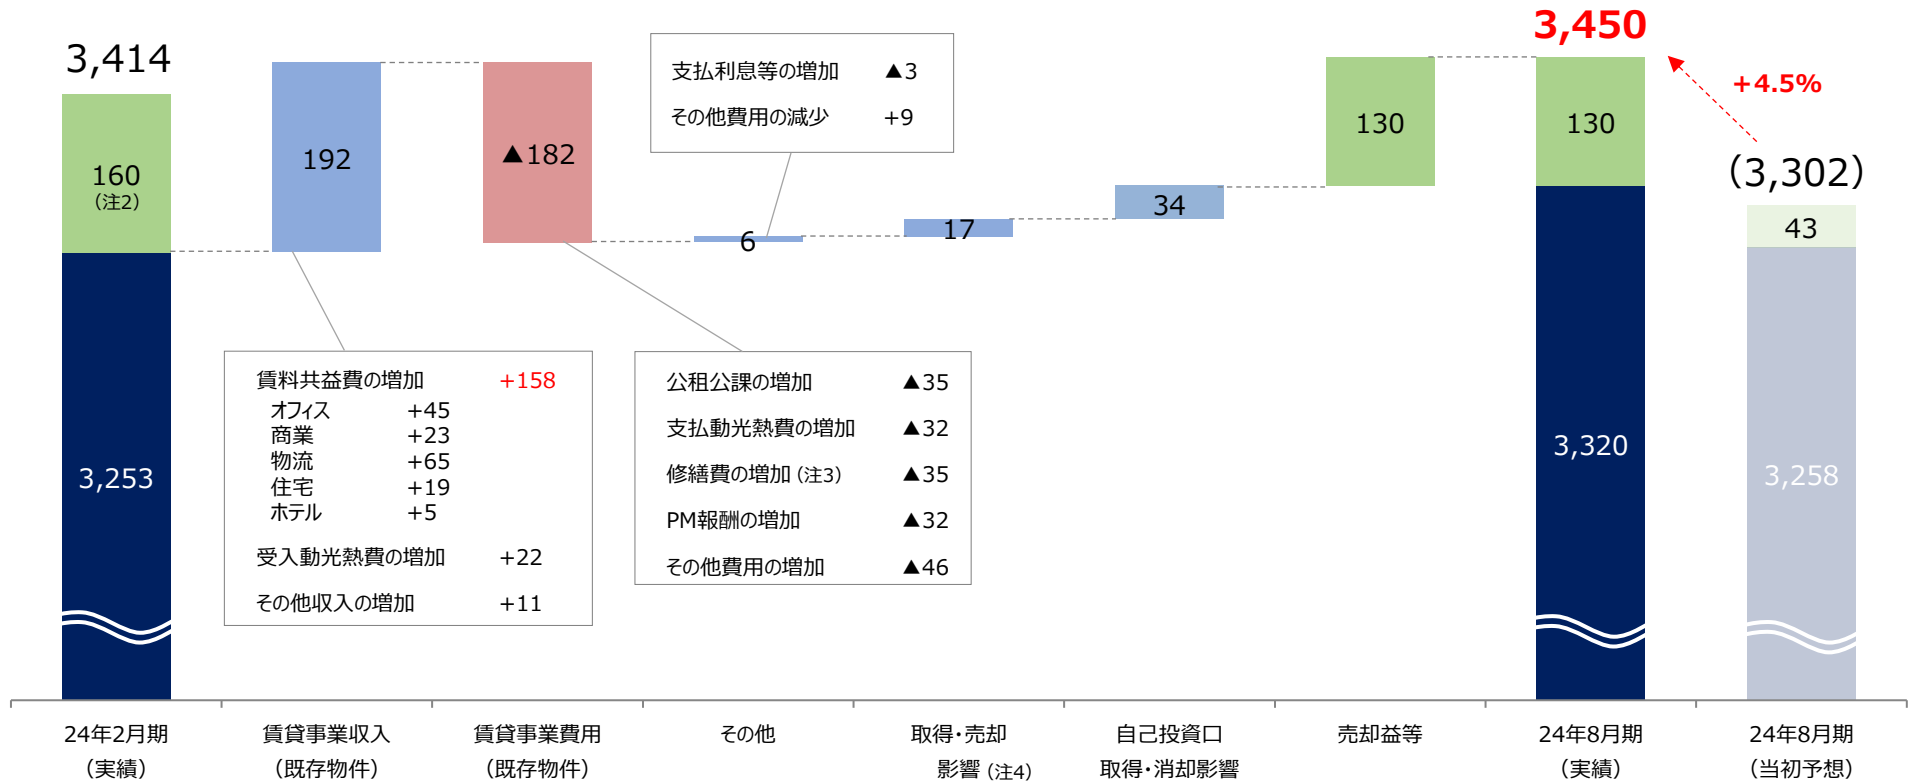 3,414
160
（注2）
3,253
192
▲182
支払利息等の増加 ▲3
その他費用の減少 +9
6
17
34
130
3,450
130
3,320
+4.5%
（3,302）
43
3,258
賃料共益費の増加 +158
オフィス +45
商業 +23
物流 +65
住宅 +19
ホテル +5
受入動光熱費の増加 +22
その他収入の増加 +11
公租公課の増加 ▲35
支払動光熱費の増加 ▲32
修繕費の増加（注3） ▲35
PM報酬の増加 ▲32
その他費用の増加 ▲46
24年2月期
（実績）
賃貸事業収入
（既存物件）
賃貸事業費用
（既存物件）
その他
取得・売却
影響（注4）
自己投資口
取得・消却影響
売却益等
24年8月期
（実績）
24年8月期
（当初予想）